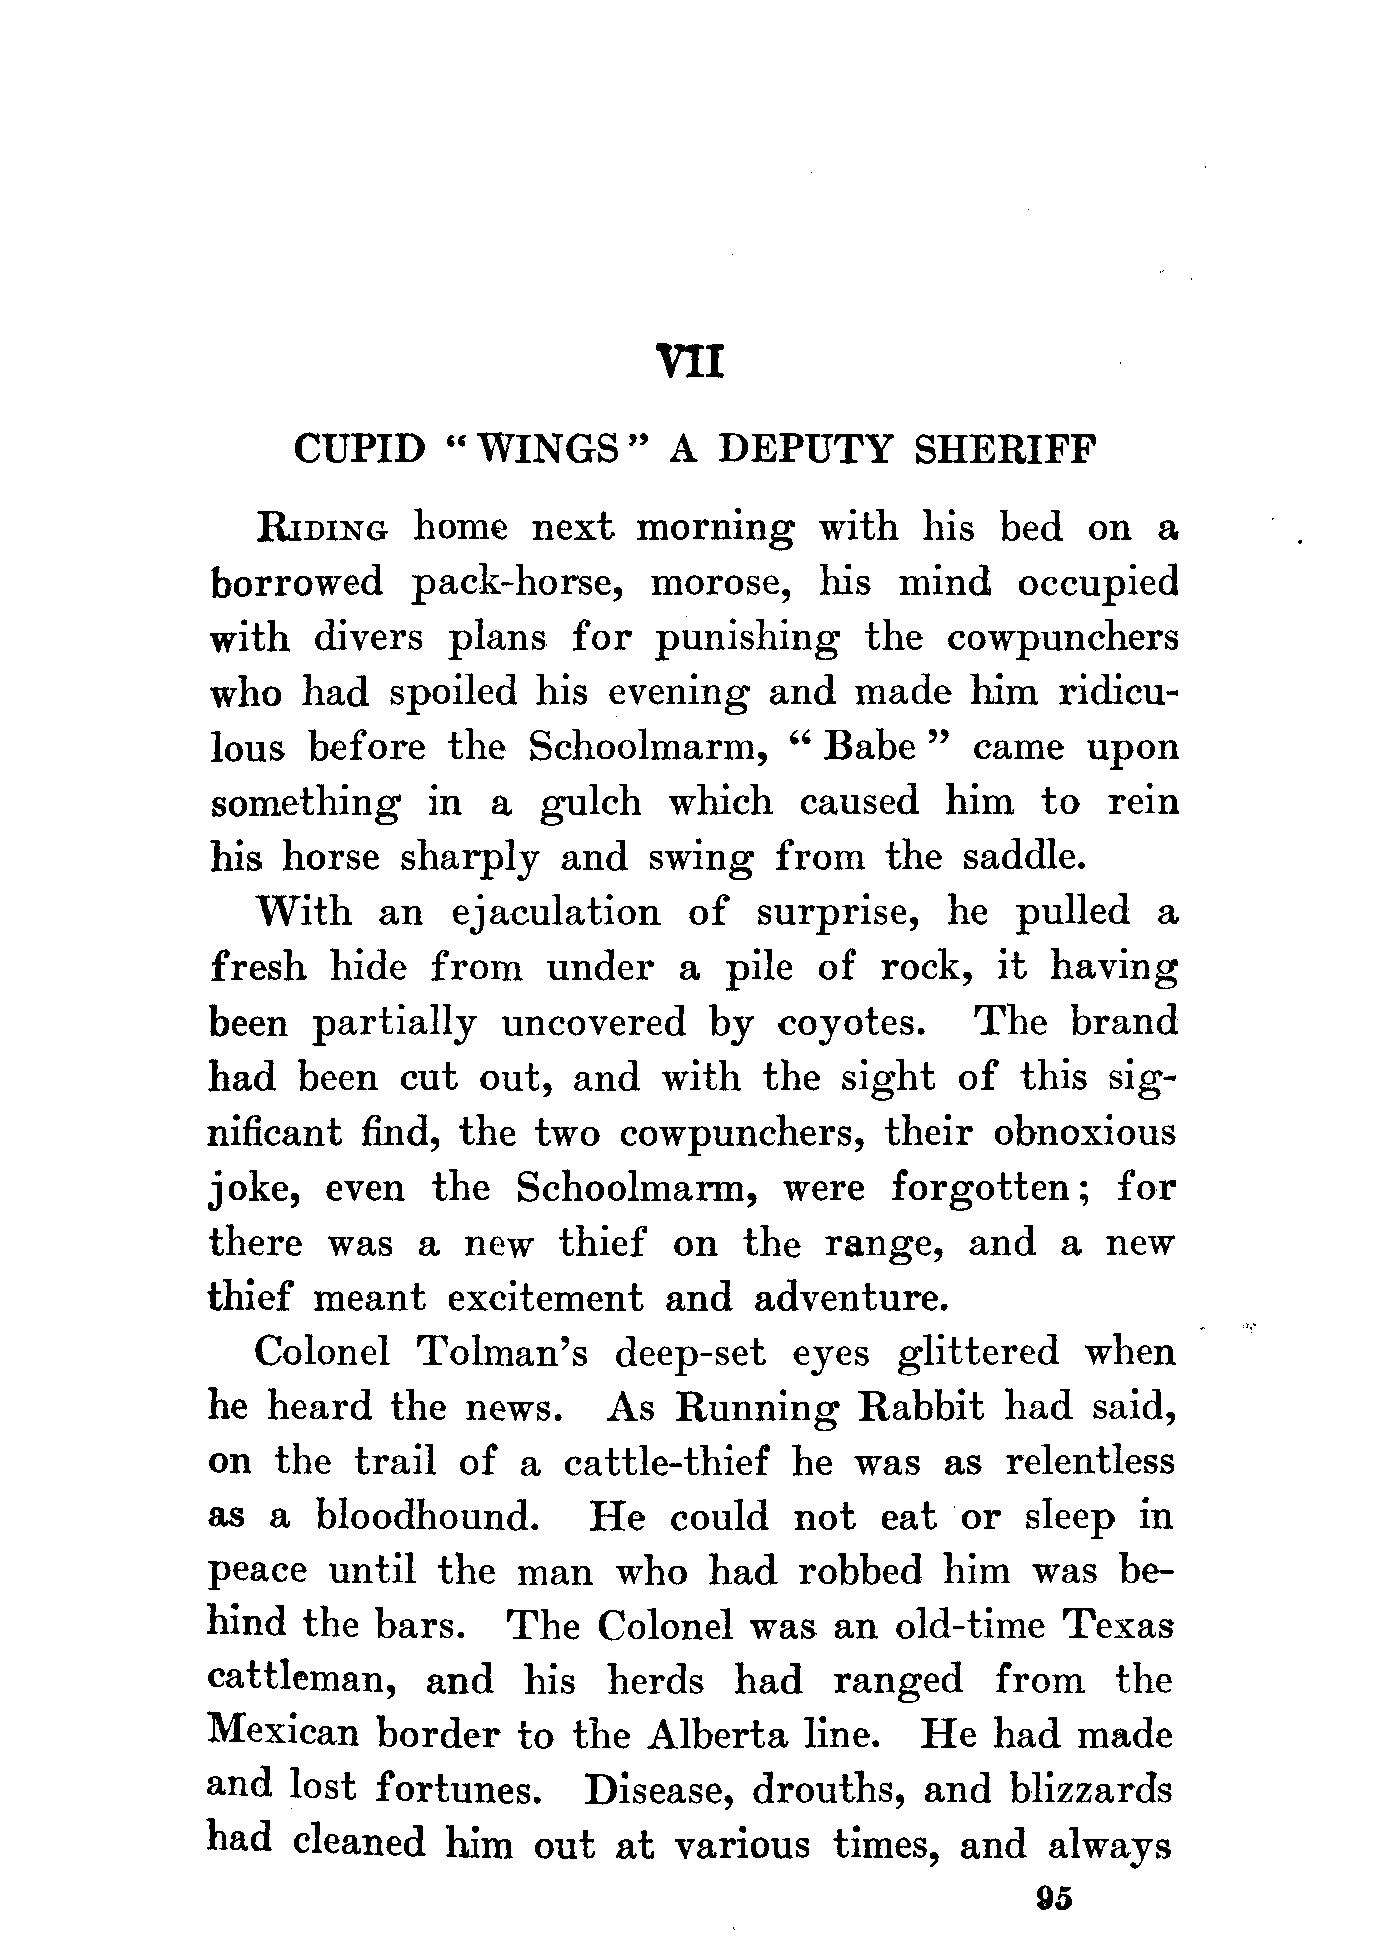 VII
CUPID “WINGS” A DEPUTY SHERIFF
RIDING home next morning with his bed on a
borrowed pack-horse, morose, his mind occupied
with divers plans for punishing the cowpunchers
who had spoiled his evening and made him ridicu-
lous before the Schoolmarm, “Babe” came upon
something in a gulch which caused him to rein
his horse sharply and swing from the saddle.
With an ejaculation of surprise, he pulled a
fresh hide from under a pile of rock, it having
been partially uncovered by coyotes. The brand
had been cut out, and with the sight of this sig-
nificant find, the two cowpunchers, their obnoxious
joke, even the Schoolmarm, were forgotten; for
there was a new thief on the range, and a new
thief meant excitement and adventure.
Colonel Tolman’s deep-set eyes glittered when
he heard the news. As Running Rabbit had said,
on the trail of a cattle-thief he was as relentless
as a bloodhound. He could not eat or sleep in
peace until the man who had robbed him was be-
hind the bars. The Colonel was an old-time Texas
cattleman, and his herds had ranged from the
Mexican border to the Alberta line. He had made
and lost fortunes. Disease, drouths, and blizzards
had cleaned him out at various times, and always
95